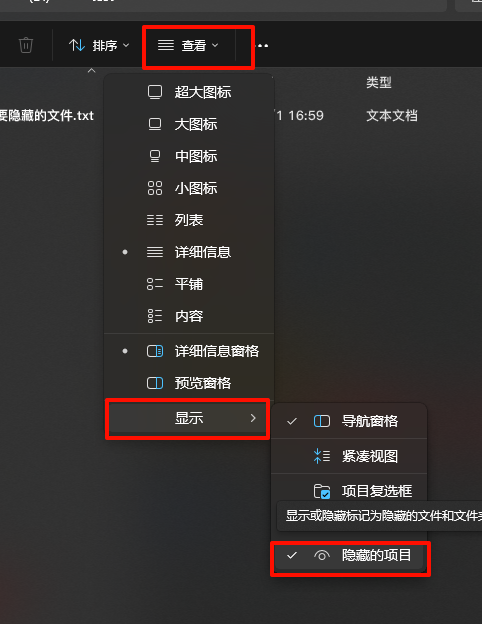 排序
查看
类型
要隐藏的文件.txt
1 16:59
文本文档
超大图标
大图标
中图标
小图标
列表
详细信息
平铺
内容
详细信息窗格
预览窗格
显示
导航窗格
紧凑视图
项目复选框
显示或隐藏标记为隐藏的文件和文件夹
隐藏的项目